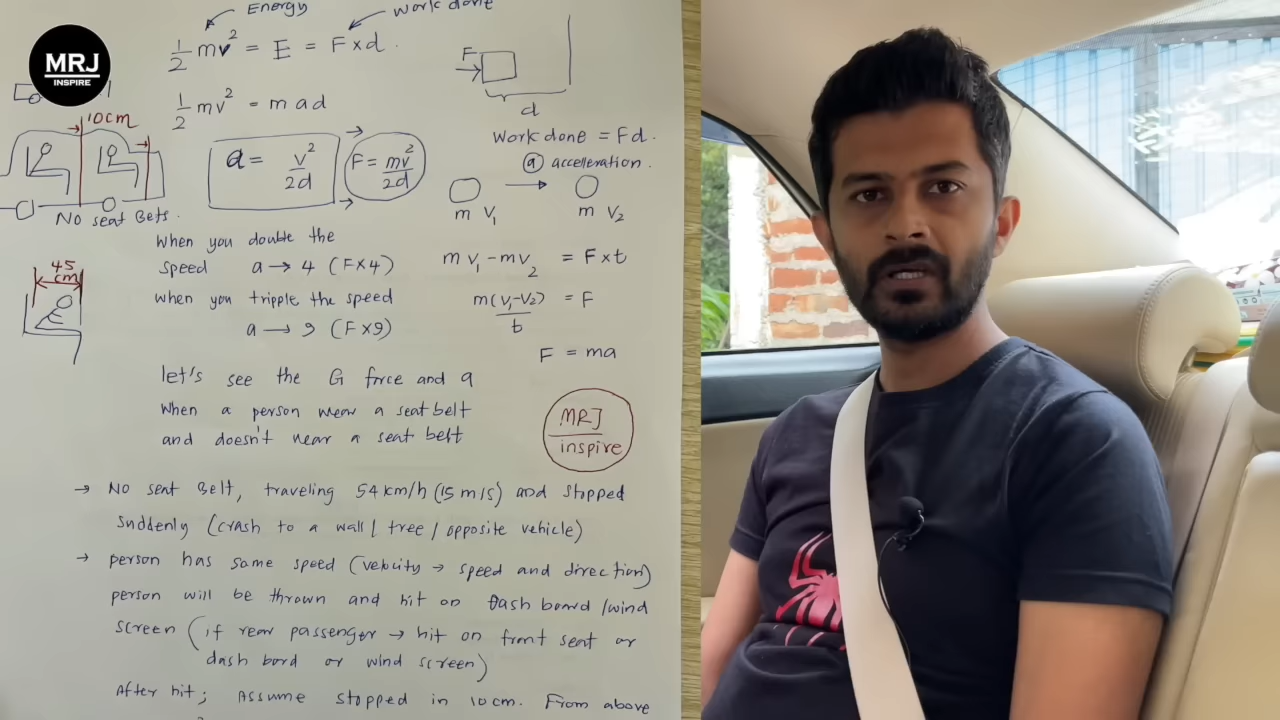 MRJ
INSPIRE
Energy
work done
½ mv² = E = F×d.
½ mv² = mad
F
d
10cm
No seat Bets.
a = v²/2d
F = mv²/2d
work done = Fd.
ⓐ accelleration.
m v₁
m v₂
When you double the
speed a → 4 (F×4)
when you tripple the speed
a → 9 (F×9)
45
cm
m v₁ - mv₂ = F×t
m(v₁-v₂)/t = F
F = ma
let's see the G force and a
When a person wear a seat belt
and doesn't wear a seat belt
MRJ
inspire
→ No seat Belt, traveling 54 km/h (15 m/s) and stopped
suddenly (crash to a wall / tree / opposite vehicle)
→ person has same speed (velocity → speed and direction)
person will be thrown and hit on Dash board / wind
screen (if rear passenger → hit on front seat or
dash bord or wind screen)
After hit; Assume stopped in 10cm. From above